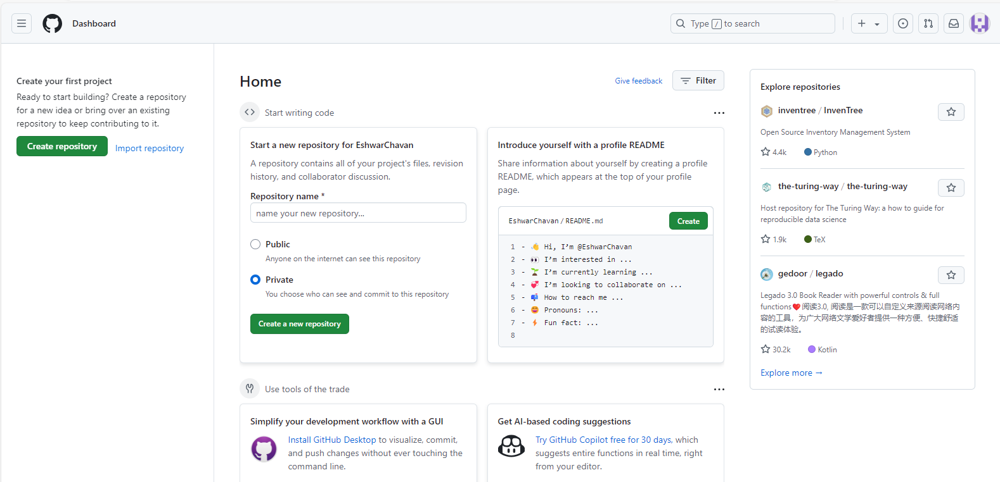 Dashboard
Type / to search
Create your first project
Ready to start building? Create a repository
for a new idea or bring over an existing
repository to keep contributing to it.
Create repository
Import repository
Home
Give feedback
Filter
Start writing code
Start a new repository for EshwarChavan
A repository contains all of your project's files, revision
history, and collaborator discussion.
Repository name *
name your new repository...
Public
Anyone on the internet can see this repository
Private
You choose who can see and commit to this repository
Create a new repository
Introduce yourself with a profile README
Share information about yourself by creating a profile
README, which appears at the top of your profile
page.
EshwarChavan / README.md
Create
1 - 👋 Hi, I’m @EshwarChavan
2 - 👀 I’m interested in ...
3 - 🌱 I’m currently learning ...
4 - 💞️ I’m looking to collaborate on ...
5 - 📫 How to reach me ...
6 - 😄 Pronouns: ...
7 - ⚡ Fun fact: ...
8
Use tools of the trade
Simplify your development workflow with a GUI
Install GitHub Desktop to visualize, commit,
and push changes without ever touching the
command line.
Get AI-based coding suggestions
Try GitHub Copilot free for 30 days, which
suggests entire functions in real time, right
from your editor.
Explore repositories
inventree / InvenTree
Open Source Inventory Management System
4.4k
Python
the-turing-way / the-turing-way
Host repository for The Turing Way: a how to guide for
reproducible data science
1.9k
TeX
gedoor / legado
Legado 3.0 Book Reader with powerful controls & full
functions❤️阅读3.0, 阅读是一款可以自定义来源阅读网络内
容的工具，为广大网络文学爱好者提供一种方便、快捷舒适
的试读体验。
30.2k
Kotlin
Explore more →